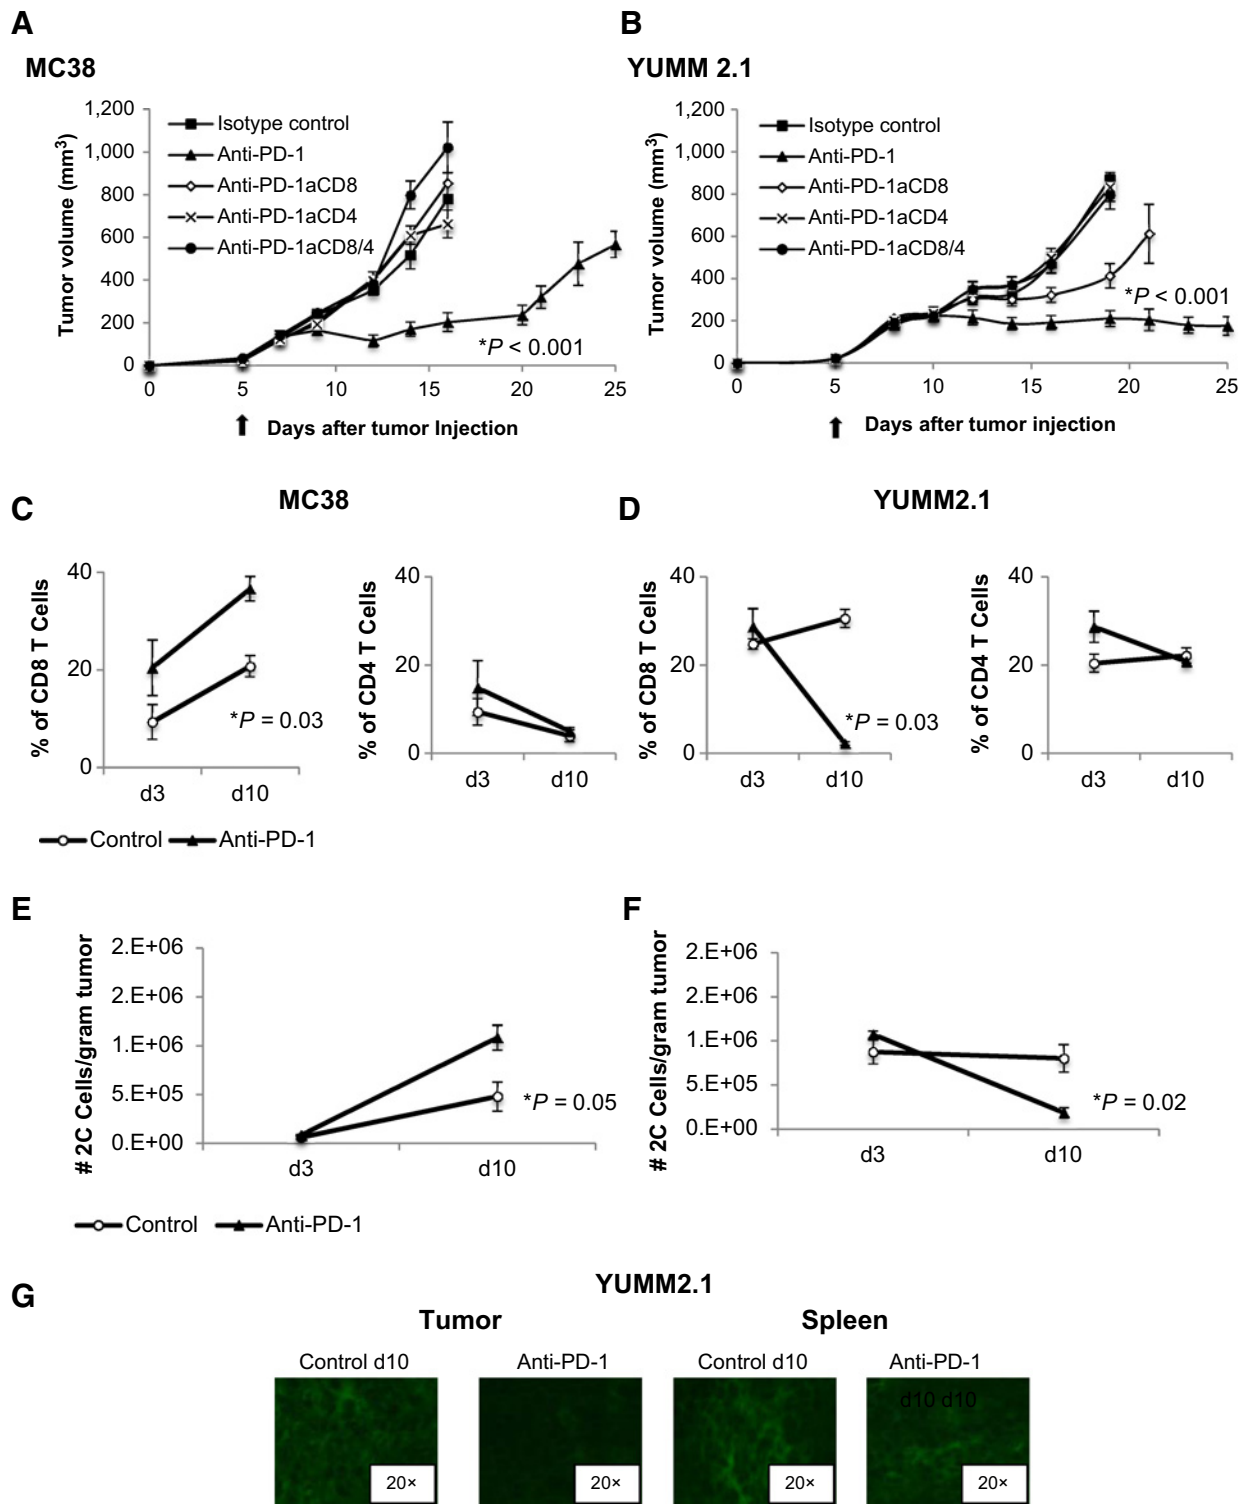 A
MC38
Tumor volume (mm³)
1,200
1,000
800
600
400
200
0
Isotype control
Anti-PD-1
Anti-PD-1aCD8
Anti-PD-1aCD4
Anti-PD-1aCD8/4
*P < 0.001
0 5 10 15 20 25
Days after tumor Injection
B
YUMM 2.1
Tumor volume (mm³)
1,200
1,000
800
600
400
200
0
Isotype control
Anti-PD-1
Anti-PD-1aCD8
Anti-PD-1aCD4
Anti-PD-1aCD8/4
*P < 0.001
0 5 10 15 20 25
Days after tumor injection
C
MC38
% of CD8 T Cells
40
20
0
*P = 0.03
d3 d10
% of CD4 T Cells
40
20
0
d3 d10
Control Anti-PD-1
D
YUMM2.1
% of CD8 T Cells
40
20
0
*P = 0.03
d3 d10
% of CD4 T Cells
40
20
0
d3 d10
E
# 2C Cells/gram tumor
2.E+06
2.E+06
1.E+06
5.E+05
0.E+00
*P = 0.05
d3 d10
Control Anti-PD-1
F
# 2C Cells/gram tumor
2.E+06
2.E+06
1.E+06
5.E+05
0.E+00
*P = 0.02
d3 d10
G
YUMM2.1
Tumor Spleen
Control d10 Anti-PD-1 Control d10 Anti-PD-1
d10 d10
20× 20× 20× 20×